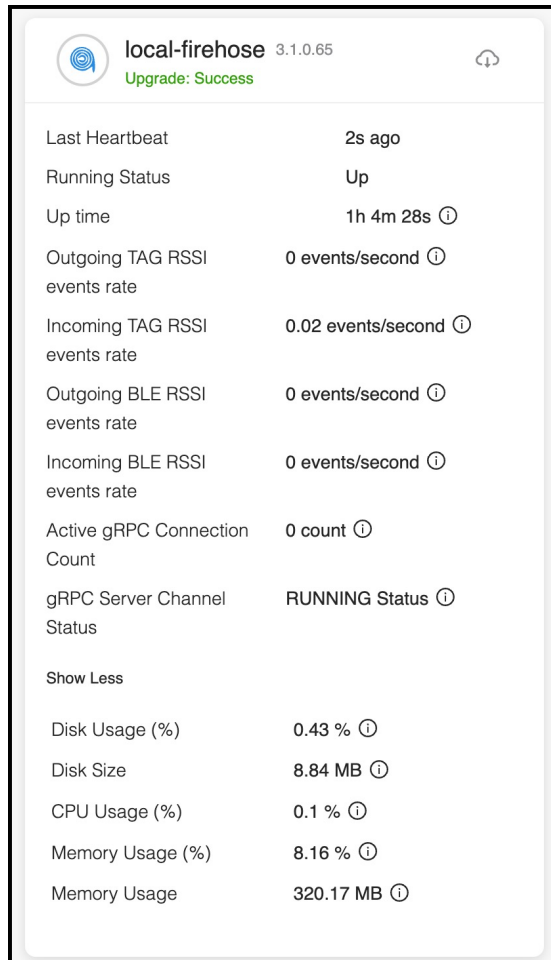 local-firehose 3.1.0.65
Upgrade: Success
Last Heartbeat 2s ago
Running Status Up
Up time 1h 4m 28s
Outgoing TAG RSSI 0 events/second
events rate
Incoming TAG RSSI 0.02 events/second
events rate
Outgoing BLE RSSI 0 events/second
events rate
Incoming BLE RSSI 0 events/second
events rate
Active gRPC Connection 0 count
Count
gRPC Server Channel RUNNING Status
Status
Show Less
Disk Usage (%) 0.43 %
Disk Size 8.84 MB
CPU Usage (%) 0.1 %
Memory Usage (%) 8.16 %
Memory Usage 320.17 MB